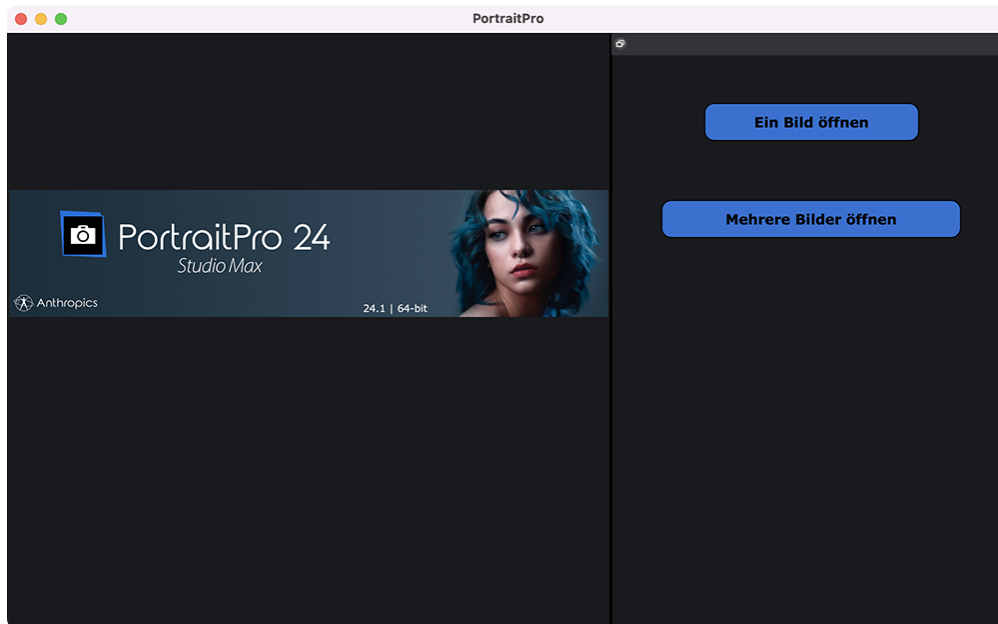 PortraitPro
Ein Bild öffnen
Mehrere Bilder öffnen
PortraitPro 24
Studio Max
Anthropics
24.1 | 64-bit